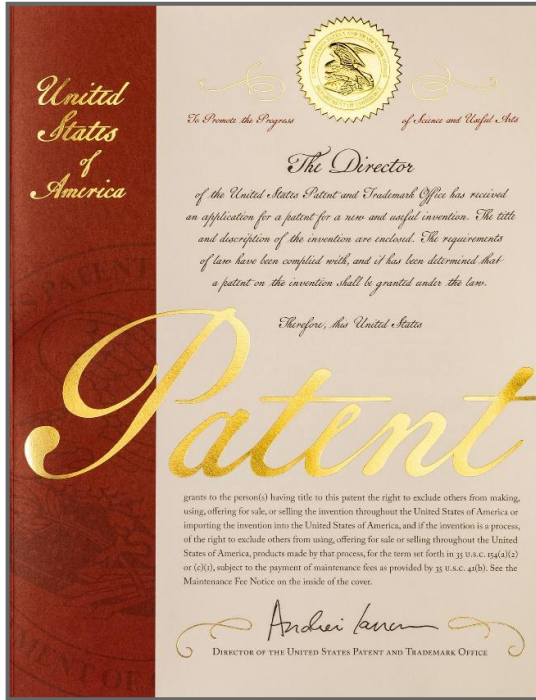 United
States
of
America
To Promote the Progress
of Science and Useful Arts
The Director
of the United States Patent and Trademark Office has received
an application for a patent for a new and useful invention. The title
and description of the invention are enclosed. The requirements
of law have been complied with, and it has been determined that
a patent on the invention shall be granted under the law.
Therefore, this United States
Patent
grants to the person(s) having title to this patent the right to exclude others from making,
using, offering for sale, or selling the invention throughout the United States of America or
importing the invention into the United States of America, and if the invention is a process,
of the right to exclude others from using, offering for sale or selling throughout the United
States of America, products made by that process, for the term set forth in 35 U.S.C. 154(a)(2)
or (c)(1), subject to the payment of maintenance fees as provided by 35 U.S.C. 41(b). See the
Maintenance Fee Notice on the inside of the cover.
Andrei Iancu
DIRECTOR OF THE UNITED STATES PATENT AND TRADEMARK OFFICE